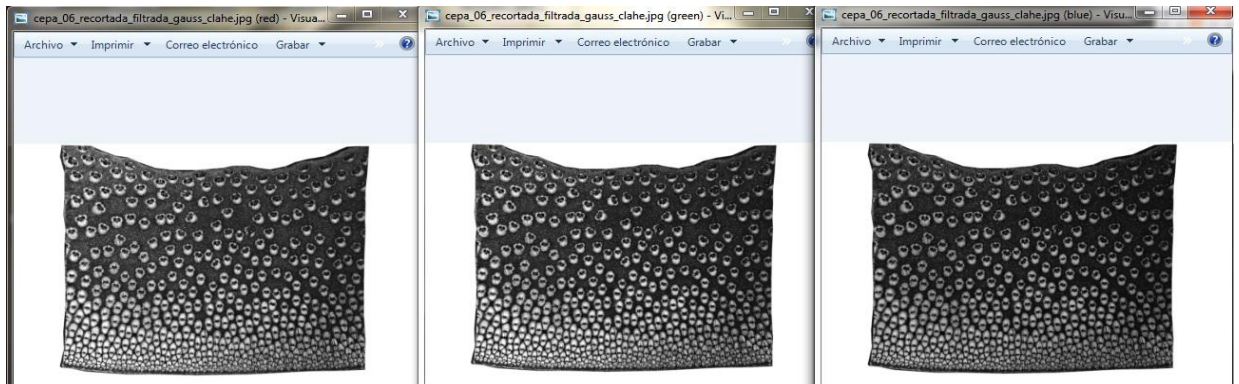 cepa_06_recortada_filtrada_gauss_clahe.jpg (red) - Visua...
Archivo Imprimir Correo electrónico Grabar
cepa_06_recortada_filtrada_gauss_clahe.jpg (green) - Vi...
Archivo Imprimir Correo electrónico Grabar
cepa_06_recortada_filtrada_gauss_clahe.jpg (blue) - Visua...
Archivo Imprimir Correo electrónico Grabar